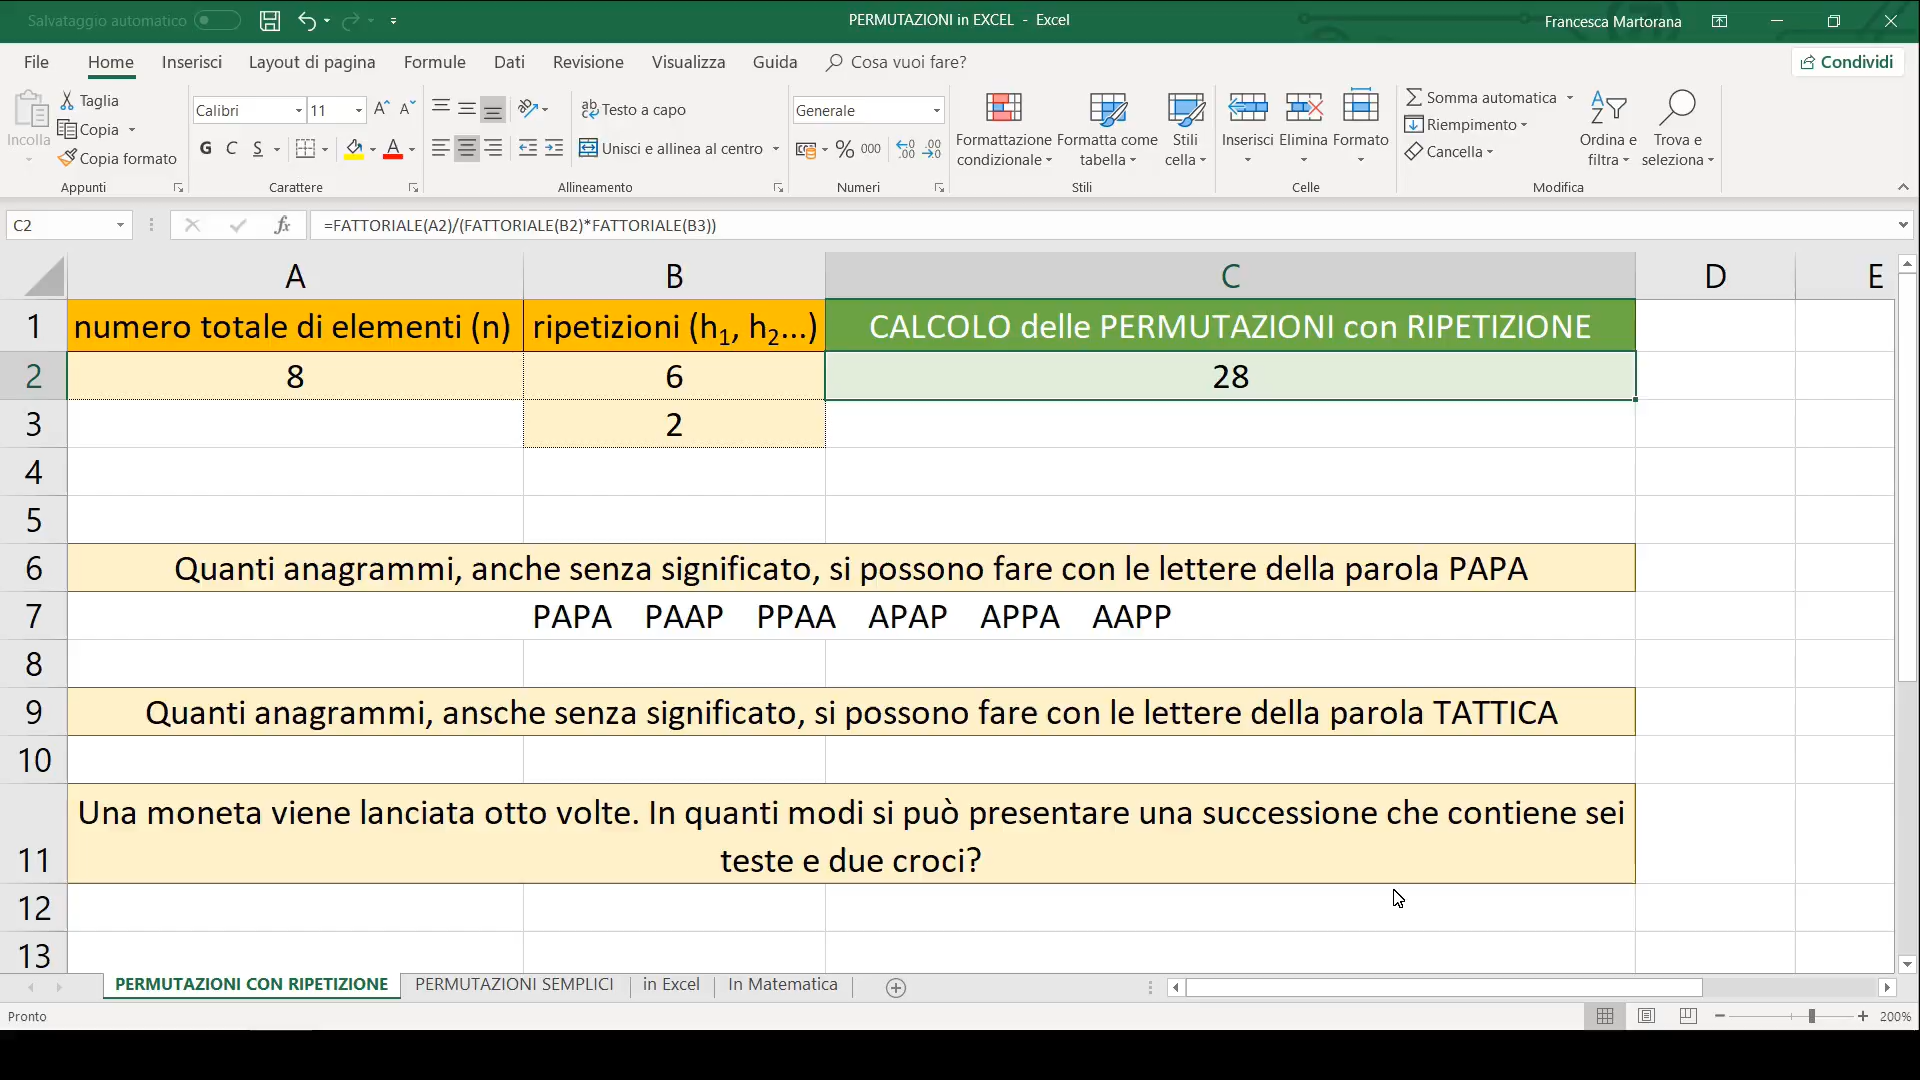 Salvataggio automatico
PERMUTAZIONI in EXCEL - Excel
Francesca Martorana
File Home Inserisci Layout di pagina Formule Dati Revisione Visualizza Guida Cosa vuoi fare? Condividi
Incolla
Taglia
Copia
Copia formato
Appunti
Calibri 11
G C S
Carattere
Testo a capo
Unisci e allinea al centro
Allineamento
Generale
% 000
Numeri
Formattazione condizionale
Formatta come tabella
Stili cella
Stili
Inserisci Elimina Formato
Celle
Somma automatica
Riempimento
Cancella
Ordina e filtra
Trova e seleziona
Modifica
C2 fx =FATTORIALE(A2)/(FATTORIALE(B2)*FATTORIALE(B3))
A B C D E
1 numero totale di elementi (n) ripetizioni (h₁, h₂...) CALCOLO delle PERMUTAZIONI con RIPETIZIONE
2 8 6 28
3 2
4
5
6 Quanti anagrammi, anche senza significato, si possono fare con le lettere della parola PAPA
7 PAPA PAAP PPAA APAP APPA AAPP
8
9 Quanti anagrammi, ansche senza significato, si possono fare con le lettere della parola TATTICA
10
Una moneta viene lanciata otto volte. In quanti modi si può presentare una successione che contiene sei
11 teste e due croci?
12
13
PERMUTAZIONI CON RIPETIZIONE PERMUTAZIONI SEMPLICI in Excel In Matematica
Pronto 200%